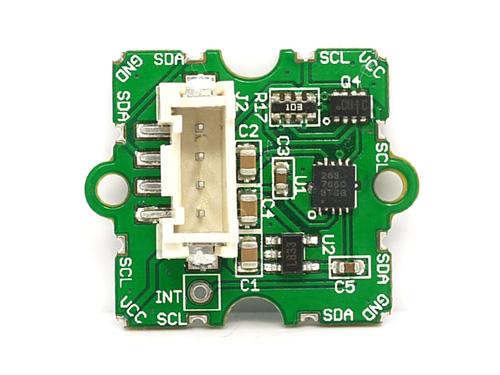 GND
SDA
SCL
VCC
SDA
J2
R17
103
Q4
C2
C3
SCL
U1
C4
U2
L833
SCL
VCC
INT
SCL
C1
C5
SDA
SDA
GND